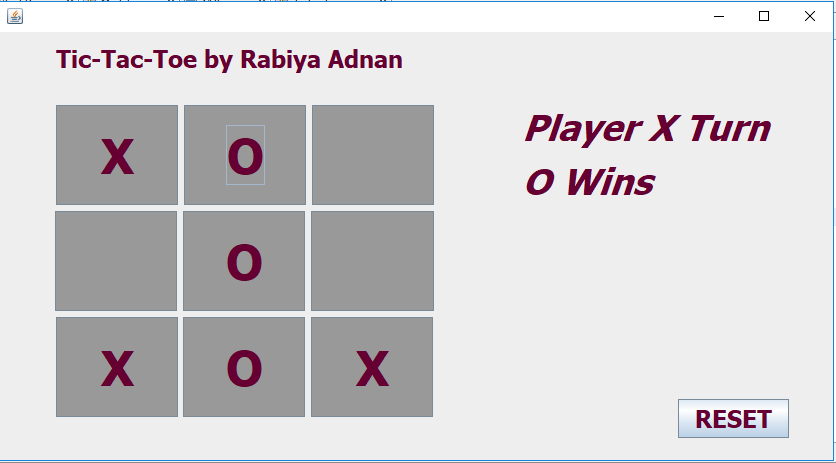 Tic-Tac-Toe by Rabiya Adnan
Player X Turn
O Wins
X O
O
X O X
RESET